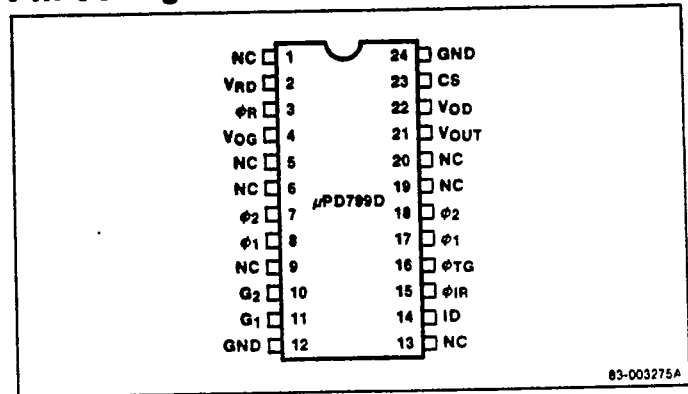 NC 1 24 GND
VRD 2 23 CS
φR 3 22 VOD
VOG 4 21 VOUT
NC 5 20 NC
NC 6 19 NC
μPD789D
φ2 7 18 φ2
φ1 8 17 φ1
NC 9 16 φTG
G2 10 15 φIR
G1 11 14 ID
GND 12 13 NC
83-003275A